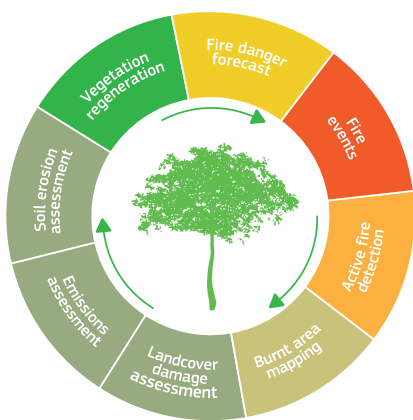 Fire danger
forecast
Fire
events
Active fire
detection
Burnt area
mapping
Landcover
damage
assessment
Emissions
assessment
Soil erosion
assessment
Vegetation
regeneration